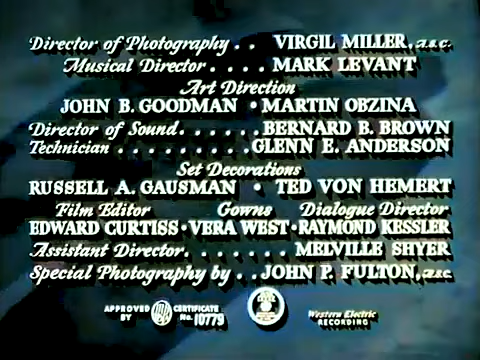 Director of Photography . . VIRGIL MILLER, A.S.C.
Musical Director . . . . MARK LEVANT
Art Direction
JOHN B. GOODMAN • MARTIN OBZINA
Director of Sound . . . . . . BERNARD B. BROWN
Technician . . . . . . . . . GLENN E. ANDERSON
Set Decorations
RUSSELL A. GAUSMAN • TED VON HEMERT
Film Editor Gowns Dialogue Director
EDWARD CURTISS • VERA WEST • RAYMOND KESSLER
Assistant Director . . . . . . . MELVILLE SHYER
Special Photography by . . JOHN P. FULTON, A.S.C.
APPROVED BY CERTIFICATE No. 10779
Western Electric
RECORDING